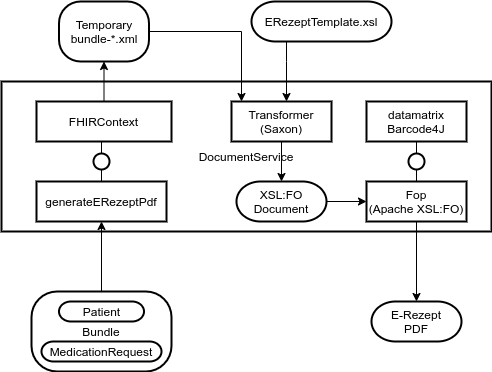 Temporary
bundle-*.xml
ERezeptTemplate.xsl
FHIRContext
Transformer
(Saxon)
datamatrix
Barcode4J
DocumentService
generateERezeptPdf
XSL:FO
Document
Fop
(Apache XSL:FO)
Patient
Bundle
MedicationRequest
E-Rezept
PDF